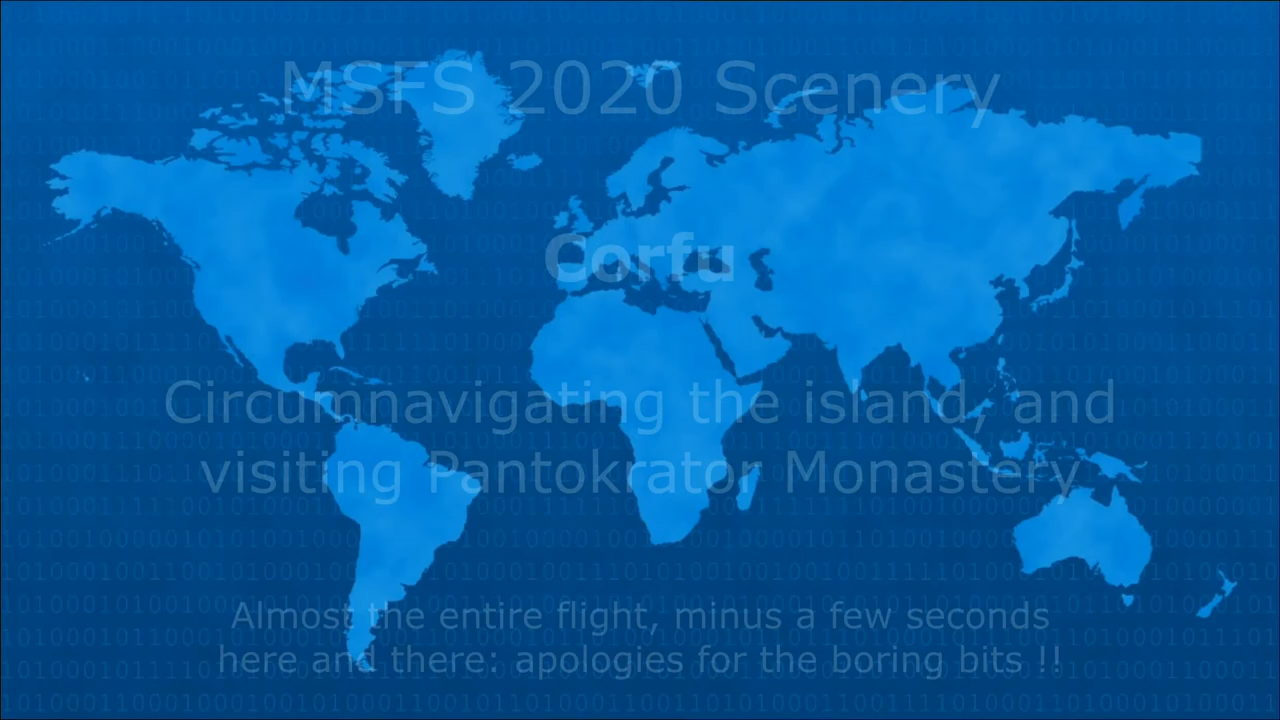 MSFS 2020 Scenery
Corfu
Circumnavigating the island, and
visiting Pantokrator Monastery
Almost the entire flight, minus a few seconds
here and there: apologies for the boring bits !!